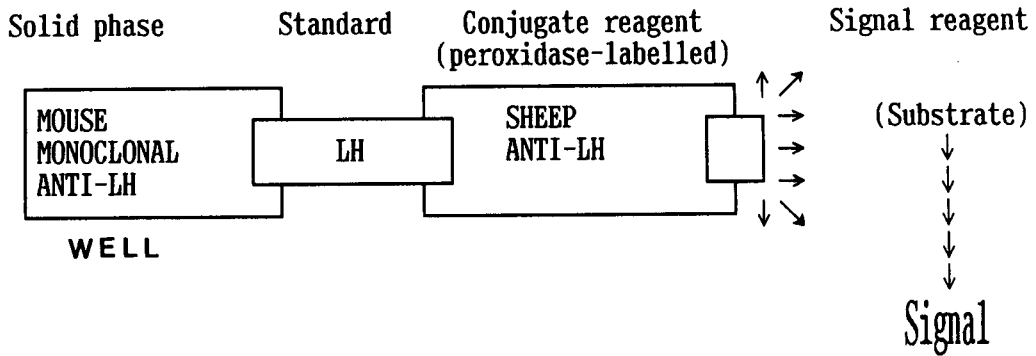 Solid phase
Standard
Conjugate reagent
(peroxidase-labelled)
Signal reagent
MOUSE
MONOCLONAL
ANTI-LH
WELL
LH
SHEEP
ANTI-LH
(Substrate)
Signal